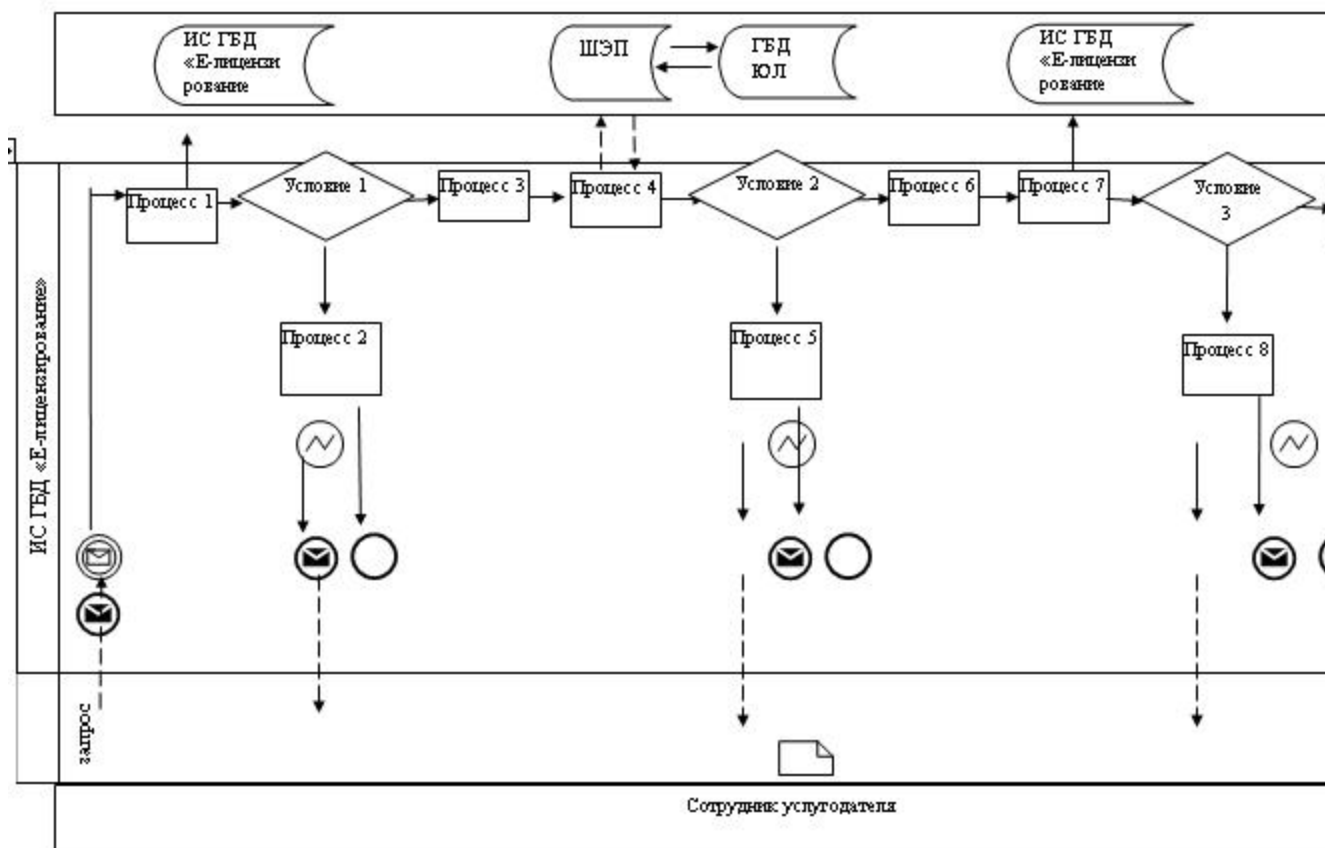 ИС ГБД
«Е-лицензи
рование
ШЭП
ГБД
ЮЛ
ИС ГБД
«Е-лицензи
рование
Процесс 1
Условие 1
Процесс 3
Процесс 4
Условие 2
Процесс 6
Процесс 7
Условие
3
Процесс 2
Процесс 5
Процесс 8
ИС ГБД «Е-лицензирование»
запрос
Сотрудник услугодателя